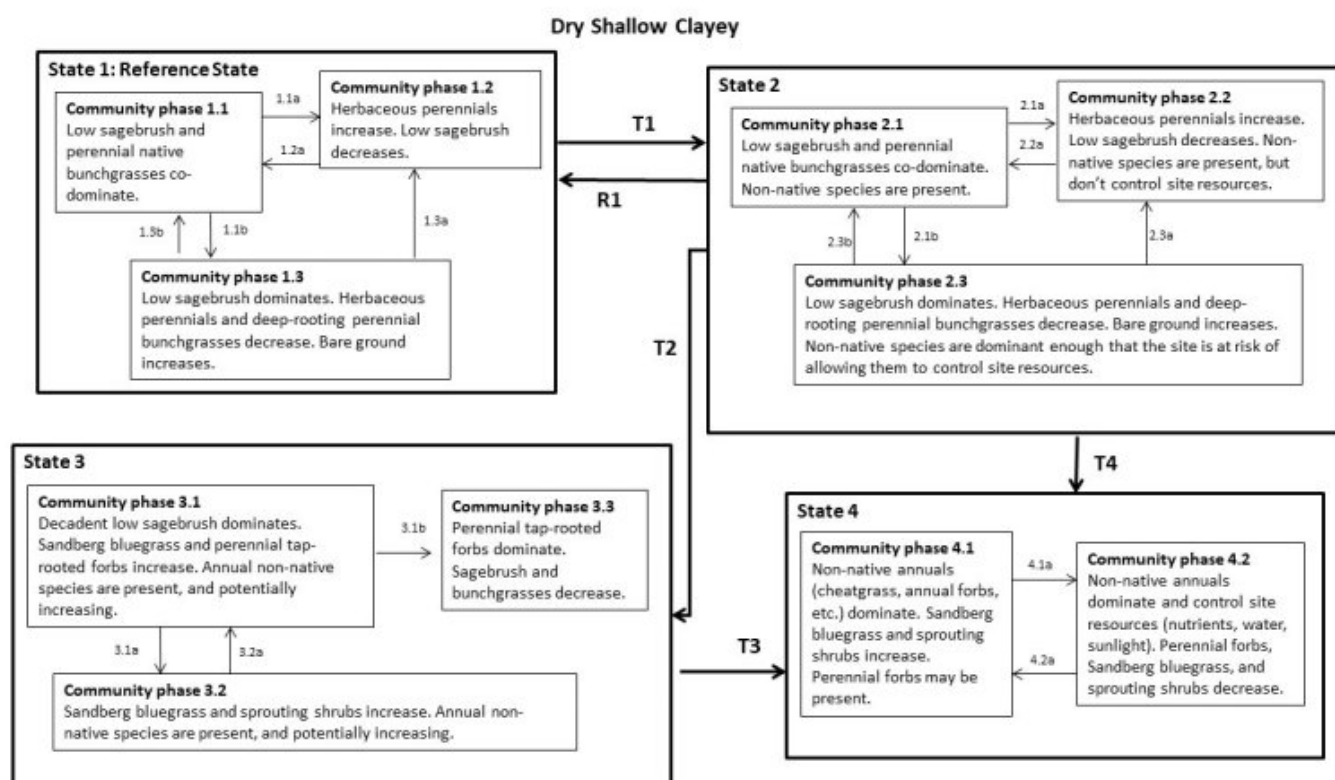 Dry Shallow Clayey
State 1: Reference State
Community phase 1.1
Low sagebrush and
perennial native
bunchgrasses co-
dominate.
1.1a
1.2a
Community phase 1.2
Herbaceous perennials
increase. Low sagebrush
decreases.
1.3b
1.1b
1.3a
Community phase 1.3
Low sagebrush dominates. Herbaceous
perennials and deep-rooting perennial
bunchgrasses decrease. Bare ground
increases.
T1
R1
State 2
Community phase 2.1
Low sagebrush and perennial
native bunchgrasses co-dominate.
Non-native species are present.
2.1a
2.2a
Community phase 2.2
Herbaceous perennials increase.
Low sagebrush decreases. Non-
native species are present, but
don't control site resources.
2.3b
2.1b
2.3a
Community phase 2.3
Low sagebrush dominates. Herbaceous perennials and deep-
rooting perennial bunchgrasses decrease. Bare ground increases.
Non-native species are dominant enough that the site is at risk of
allowing them to control site resources.
T2
T4
State 3
Community phase 3.1
Decadent low sagebrush dominates.
Sandberg bluegrass and perennial tap-
rooted forbs increase. Annual non-native
species are present, and potentially
increasing.
3.1b
Community phase 3.3
Perennial tap-rooted
forbs dominate.
Sagebrush and
bunchgrasses decrease.
3.1a
3.2a
Community phase 3.2
Sandberg bluegrass and sprouting shrubs increase. Annual non-
native species are present, and potentially increasing.
T3
State 4
Community phase 4.1
Non-native annuals
(cheatgrass, annual forbs,
etc.) dominate. Sandberg
bluegrass and sprouting
shrubs increase.
Perennial forbs may be
present.
4.1a
4.2a
Community phase 4.2
Non-native annuals
dominate and control site
resources (nutrients, water,
sunlight). Perennial forbs,
Sandberg bluegrass, and
sprouting shrubs decrease.